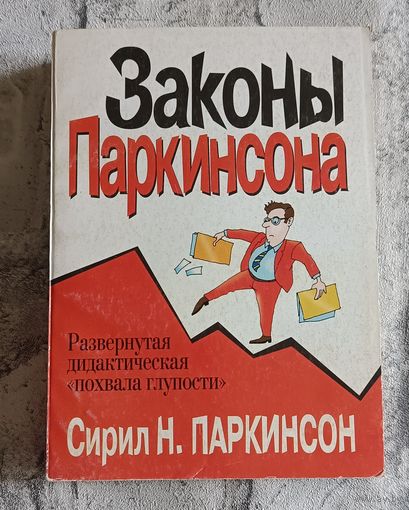 Законы
Паркинсона
Развернутая
дидактическая
«похвала глупости»
Сирил Н. ПАРКИНСОН